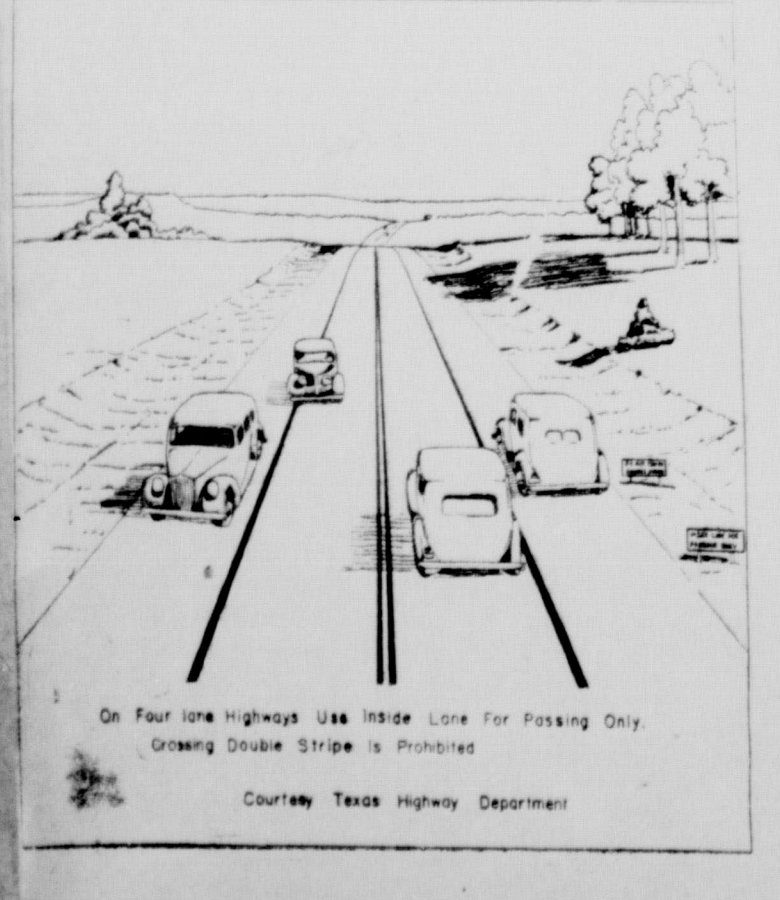 On Four lane Highways Use Inside Lane For Passing Only.
Crossing Double Stripe Is Prohibited
Courtesy Texas Highway Department